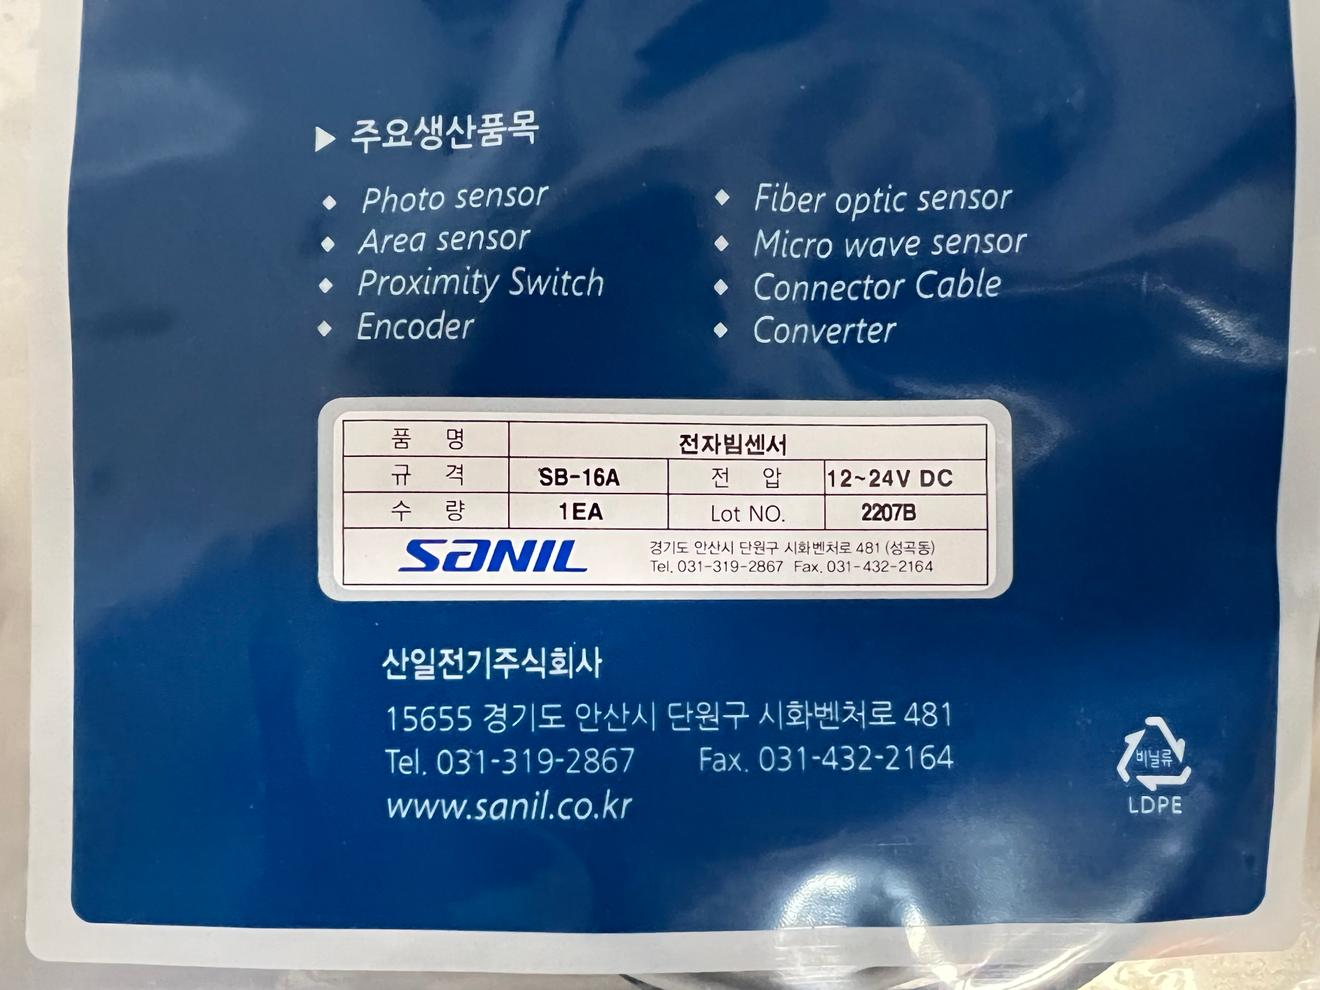 ▶ 주요생산품목
◆ Photo sensor ◆ Fiber optic sensor
◆ Area sensor ◆ Micro wave sensor
◆ Proximity Switch ◆ Connector Cable
◆ Encoder ◆ Converter
품 명 전자빔센서
규 격 SB-16A 전 압 12~24V DC
수 량 1EA Lot NO. 2207B
SANIL
경기도 안산시 단원구 시화벤처로 481 (성곡동)
Tel. 031-319-2867 Fax. 031-432-2164
산일전기주식회사
15655 경기도 안산시 단원구 시화벤처로 481
Tel. 031-319-2867 Fax. 031-432-2164
www.sanil.co.kr
비닐류
LDPE